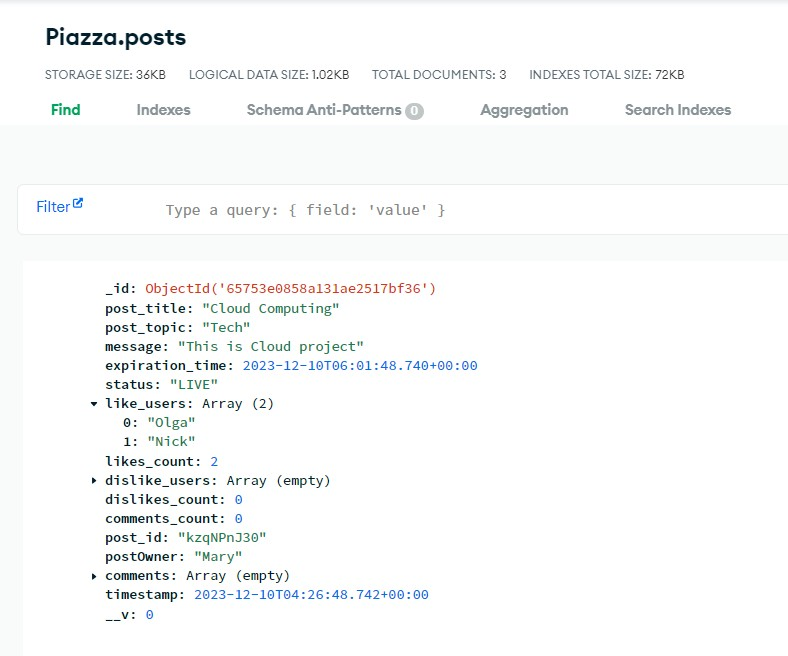 Piazza.posts
STORAGE SIZE: 36KB LOGICAL DATA SIZE: 1.02KB TOTAL DOCUMENTS: 3 INDEXES TOTAL SIZE: 72KB
Find Indexes Schema Anti-Patterns 0 Aggregation Search Indexes
Filter Type a query: { field: 'value' }
_id: ObjectId('65753e0858a131ae2517bf36')
post_title: "Cloud Computing"
post_topic: "Tech"
message: "This is Cloud project"
expiration_time: 2023-12-10T06:01:48.740+00:00
status: "LIVE"
like_users: Array (2)
0: "Olga"
1: "Nick"
likes_count: 2
dislike_users: Array (empty)
dislikes_count: 0
comments_count: 0
post_id: "kzqNPnJ30"
postOwner: "Mary"
comments: Array (empty)
timestamp: 2023-12-10T04:26:48.742+00:00
__v: 0